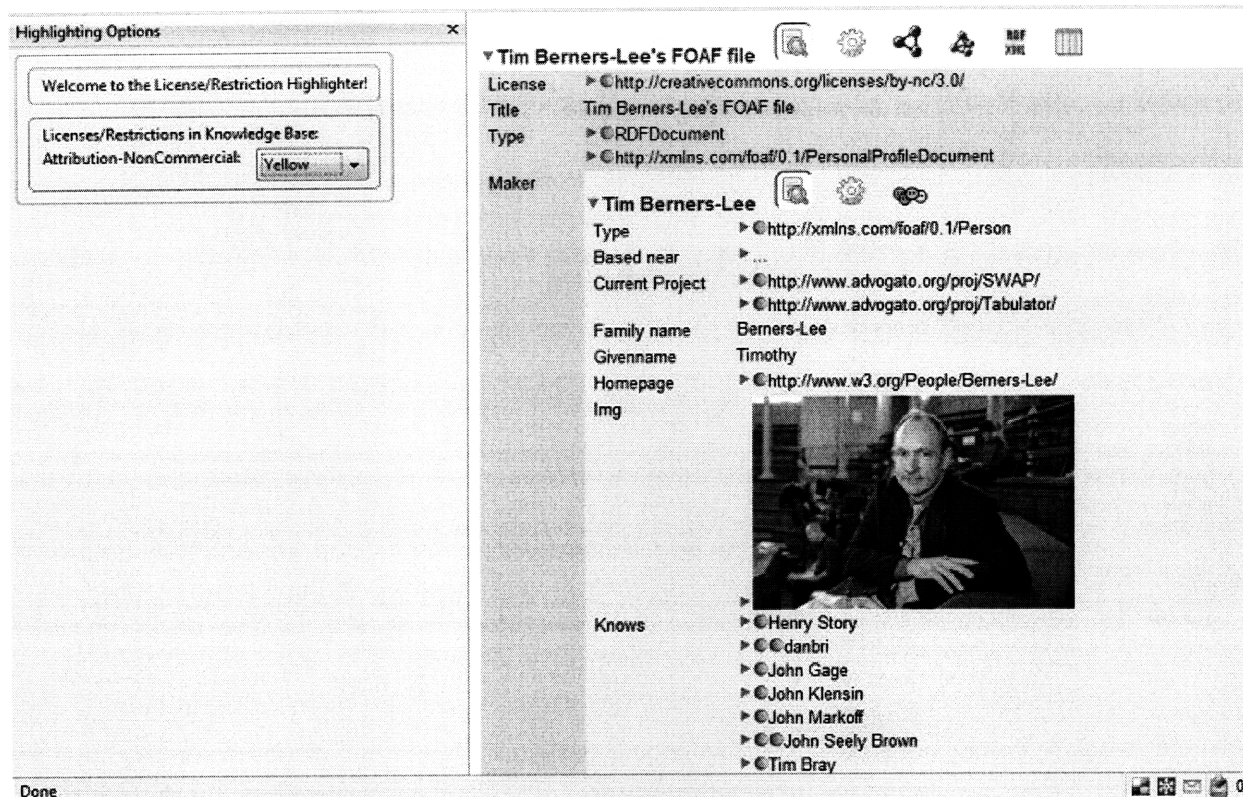 Highlighting Options
Welcome to the License/Restriction Highlighter!
Licenses/Restrictions in Knowledge Base:
Attribution-NonCommercial: Yellow
Tim Berners-Lee's FOAF file
RDF
XML
License http://creativecommons.org/licenses/by-nc/3.0/
Title Tim Berners-Lee's FOAF file
Type RDFDocument
http://xmlns.com/foaf/0.1/PersonalProfileDocument
Maker
Tim Berners-Lee
Type http://xmlns.com/foaf/0.1/Person
Based near ...
Current Project http://www.advogato.org/proj/SWAP/
http://www.advogato.org/proj/Tabulator/
Family name Berners-Lee
Givenname Timothy
Homepage http://www.w3.org/People/Berners-Lee/
Img
Knows Henry Story
danbri
John Gage
John Klensin
John Markoff
John Seely Brown
Tim Bray
Done
0